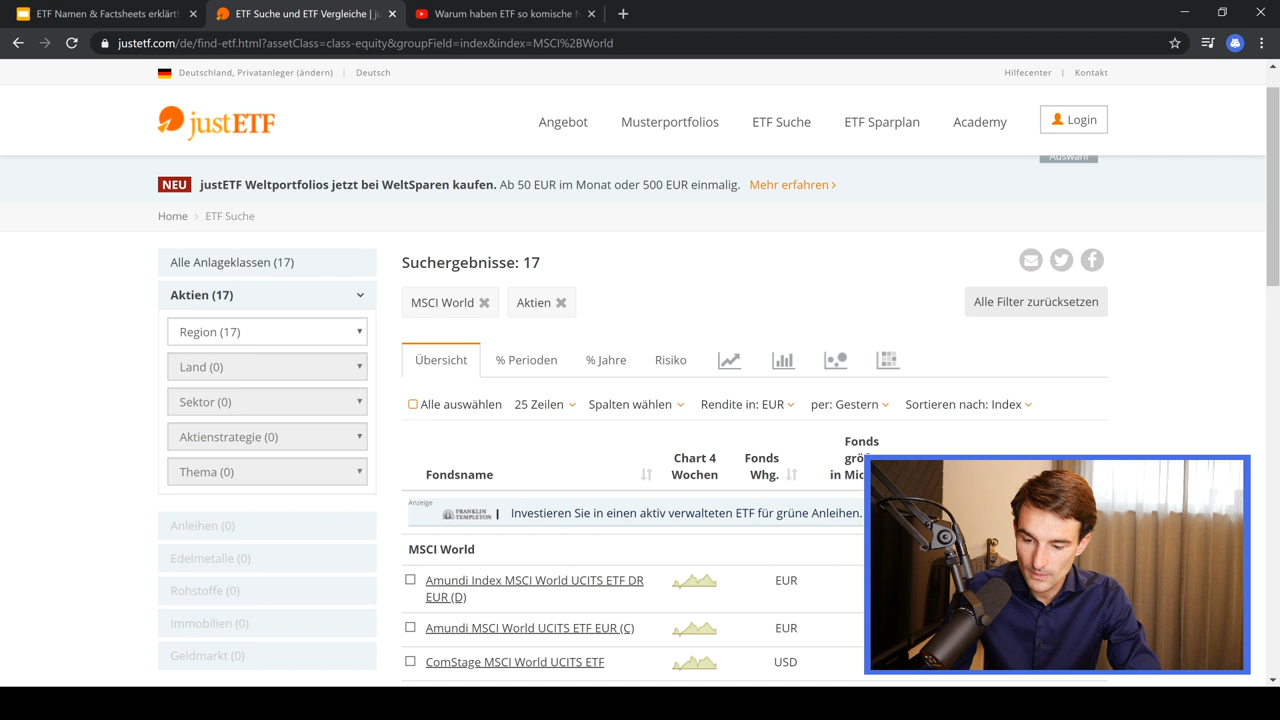 ETF Namen & Factsheets erklärt!
ETF Suche und ETF Vergleiche | ju
Warum haben ETF so komische
justetf.com/de/find-etf.html?assetClass=class-equity&groupField=index&index=MSCI%2BWorld
Deutschland, Privatanleger (ändern) | Deutsch
Hilfecenter | Kontakt
justETF
Angebot
Musterportfolios
ETF Suche
ETF Sparplan
Academy
Login
Auswahl
NEU justETF Weltportfolios jetzt bei WeltSparen kaufen. Ab 50 EUR im Monat oder 500 EUR einmalig. Mehr erfahren ›
Home › ETF Suche
Alle Anlageklassen (17)
Aktien (17)
Region (17)
Land (0)
Sektor (0)
Aktienstrategie (0)
Thema (0)
Anleihen (0)
Edelmetalle (0)
Rohstoffe (0)
Immobilien (0)
Geldmarkt (0)
Suchergebnisse: 17
MSCI World
Aktien
Alle Filter zurücksetzen
Übersicht
% Perioden
% Jahre
Risiko
Alle auswählen
25 Zeilen
Spalten wählen
Rendite in: EUR
per: Gestern
Sortieren nach: Index
Fondsname
Chart 4
Wochen
Fonds
Whg.
Fonds
in Mio
Anzeige
FRANKLIN
TEMPLETON
Investieren Sie in einen aktiv verwalteten ETF für grüne Anleihen.
MSCI World
Amundi Index MSCI World UCITS ETF DR
EUR (D)
EUR
Amundi MSCI World UCITS ETF EUR (C)
EUR
ComStage MSCI World UCITS ETF
USD